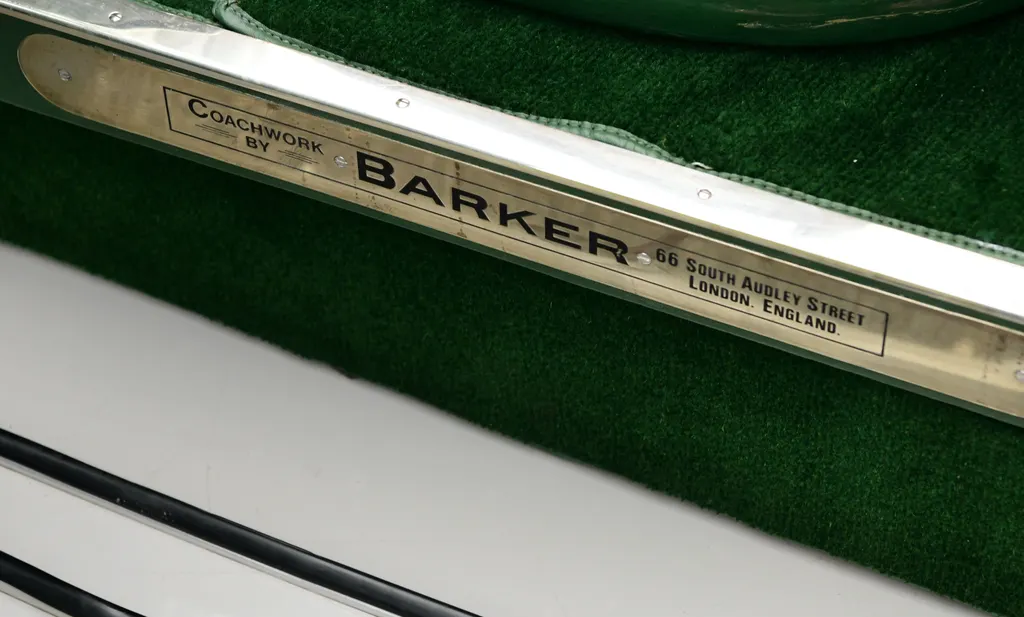 COACHWORK
BY
BARKER
66 SOUTH AUDLEY STREET
LONDON. ENGLAND.